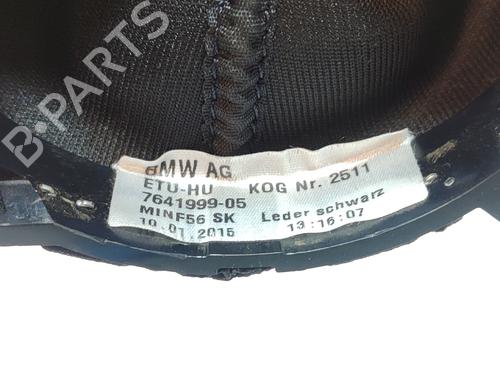 B-PARTS
BMW AG
ETU-HU KOG Nr. 2511
7641999-05
MINF56 SK Leder schwarz
10.01.2015 13:16:07